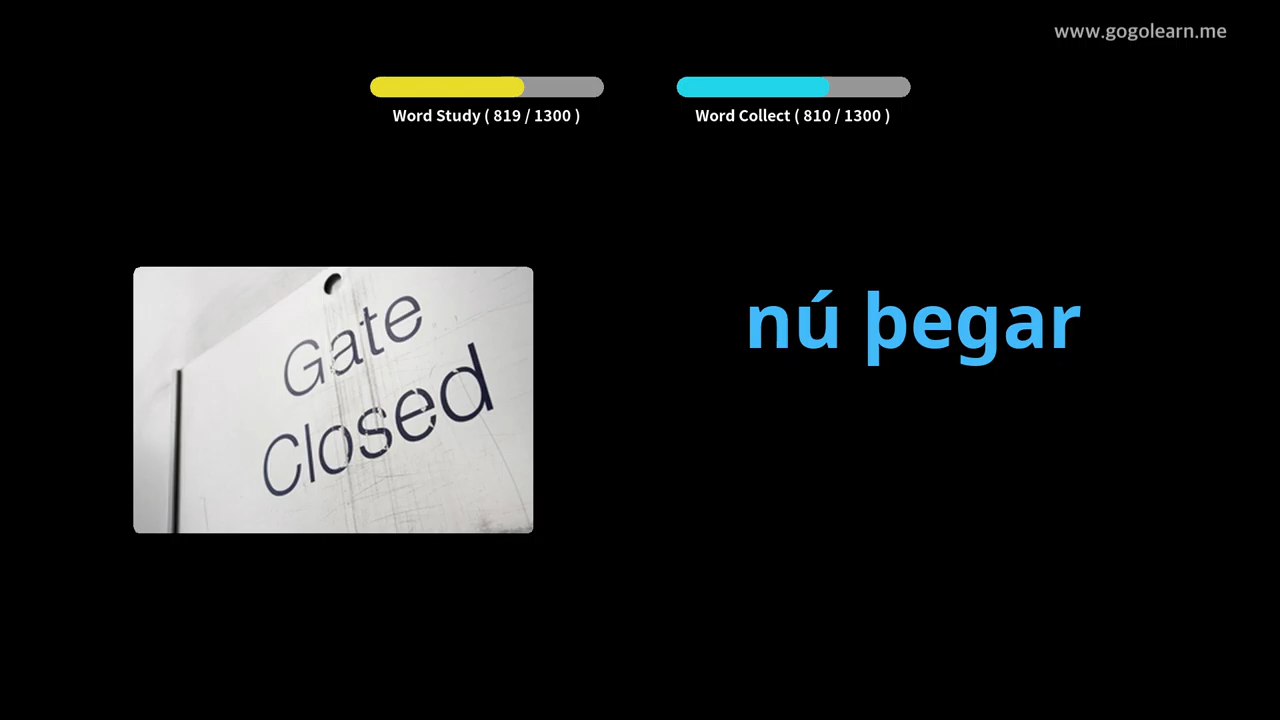 www.gogolearn.me
Word Study ( 819 / 1300 )
Word Collect ( 810 / 1300 )
Gate
Closed
nú þegar